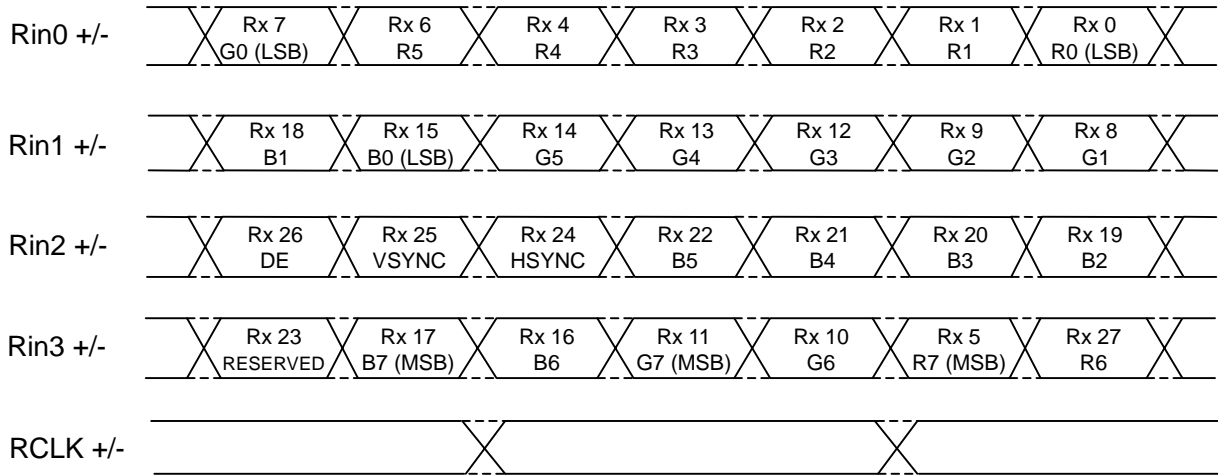 Rin0 +/-
Rx 7 Rx 6 Rx 4 Rx 3 Rx 2 Rx 1 Rx 0
G0 (LSB) R5 R4 R3 R2 R1 R0 (LSB)
Rin1 +/-
Rx 18 Rx 15 Rx 14 Rx 13 Rx 12 Rx 9 Rx 8
B1 B0 (LSB) G5 G4 G3 G2 G1
Rin2 +/-
Rx 26 Rx 25 Rx 24 Rx 22 Rx 21 Rx 20 Rx 19
DE VSYNC HSYNC B5 B4 B3 B2
Rin3 +/-
Rx 23 Rx 17 Rx 16 Rx 11 Rx 10 Rx 5 Rx 27
RESERVED B7 (MSB) B6 G7 (MSB) G6 R7 (MSB) R6
RCLK +/-